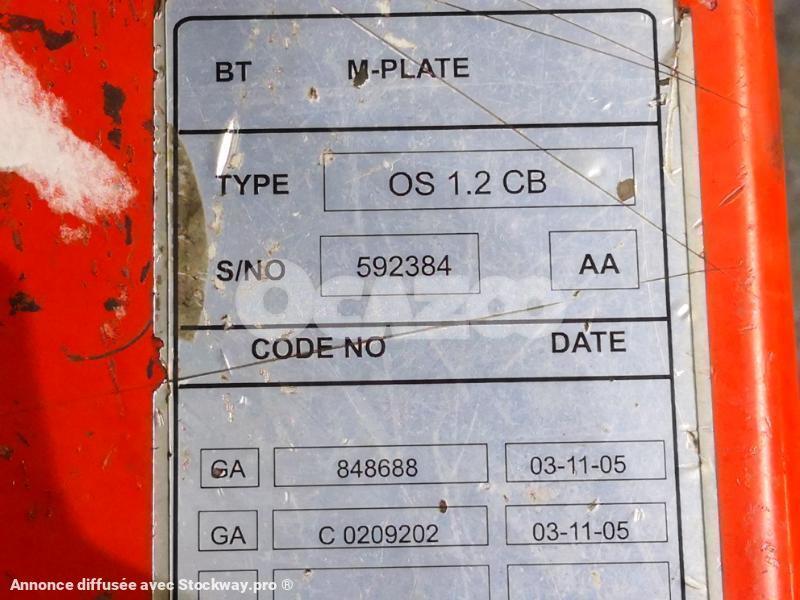 BT M-PLATE
TYPE OS 1.2 CB
S/NO 592384 AA
OCAZOO
CODE NO DATE
GA 848688 03-11-05
GA C 0209202 03-11-05
Annonce diffusée avec Stockway.pro ®